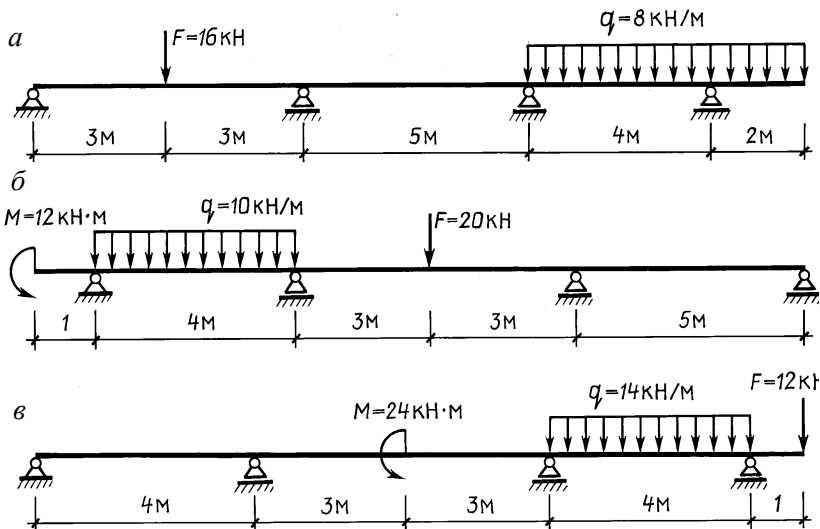 а
F=16кН
q=8кН/м
3м 3м 5м 4м 2м
б
M=12кН·м
q=10кН/м
F=20кН
1 4м 3м 3м 5м
в
M=24кН·м
q=14кН/м
F=12кН
4м 3м 3м 4м 1